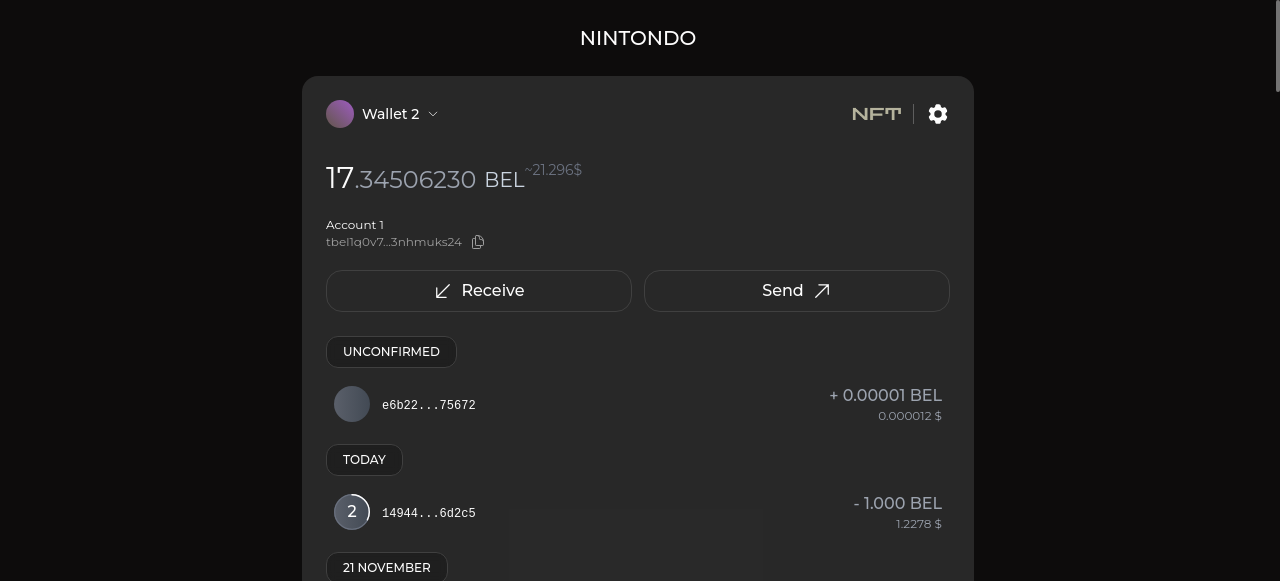 NINTONDO
Wallet 2
NFT
17.34506230 BEL ~21.296$
Account 1
tbel1q0v7...3nhmuks24
Receive
Send
UNCONFIRMED
e6b22...75672
+ 0.00001 BEL
0.000012 $
TODAY
2
14944...6d2c5
- 1.000 BEL
1.2278 $
21 NOVEMBER